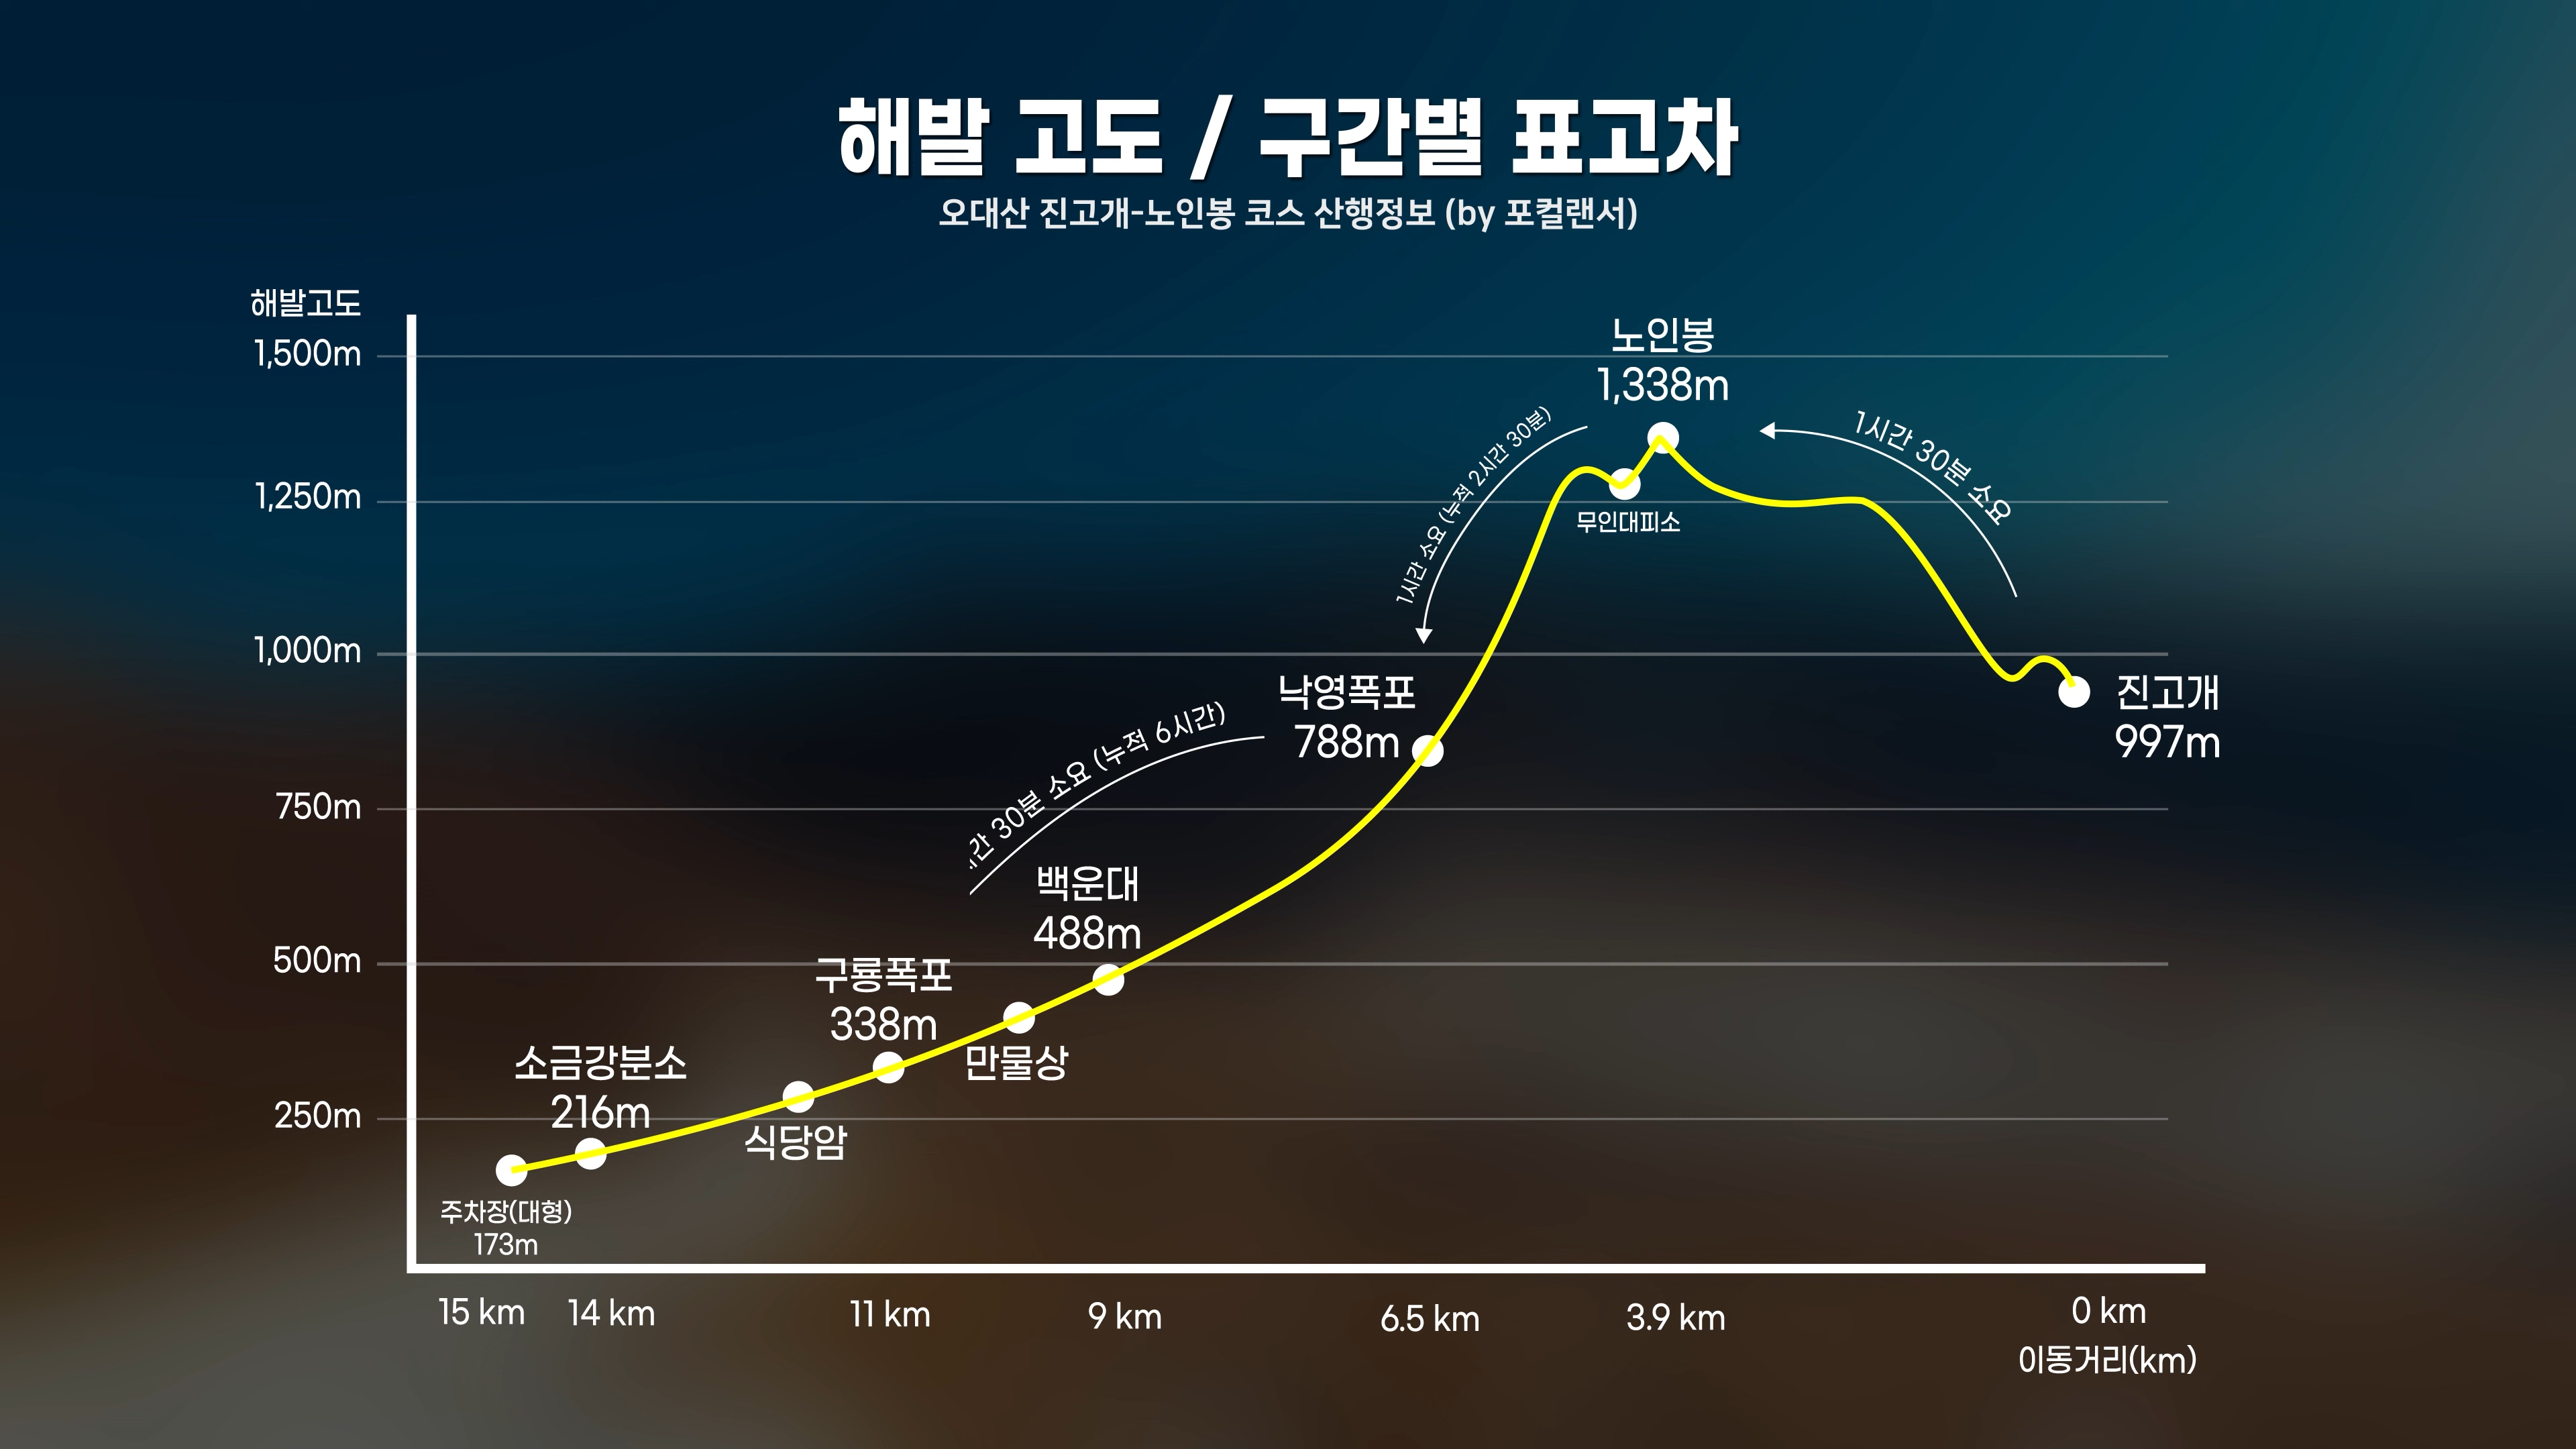 해발 고도 / 구간별 표고차
오대산 진고개-노인봉 코스 산행정보 (by 포컬랜서)
해발고도
1,500m
1,250m
1,000m
750m
500m
250m
노인봉
1,338m
무인대피소
1시간 30분 소요
1시간 소요 (누적 2시간 30분)
진고개
997m
낙영폭포
788m
30분 소요 (누적 6시간)
백운대
488m
구룡폭포
338m
만물상
소금강분소
216m
식당암
주차장(대형)
173m
15 km
14 km
11 km
9 km
6.5 km
3.9 km
0 km
이동거리(km)